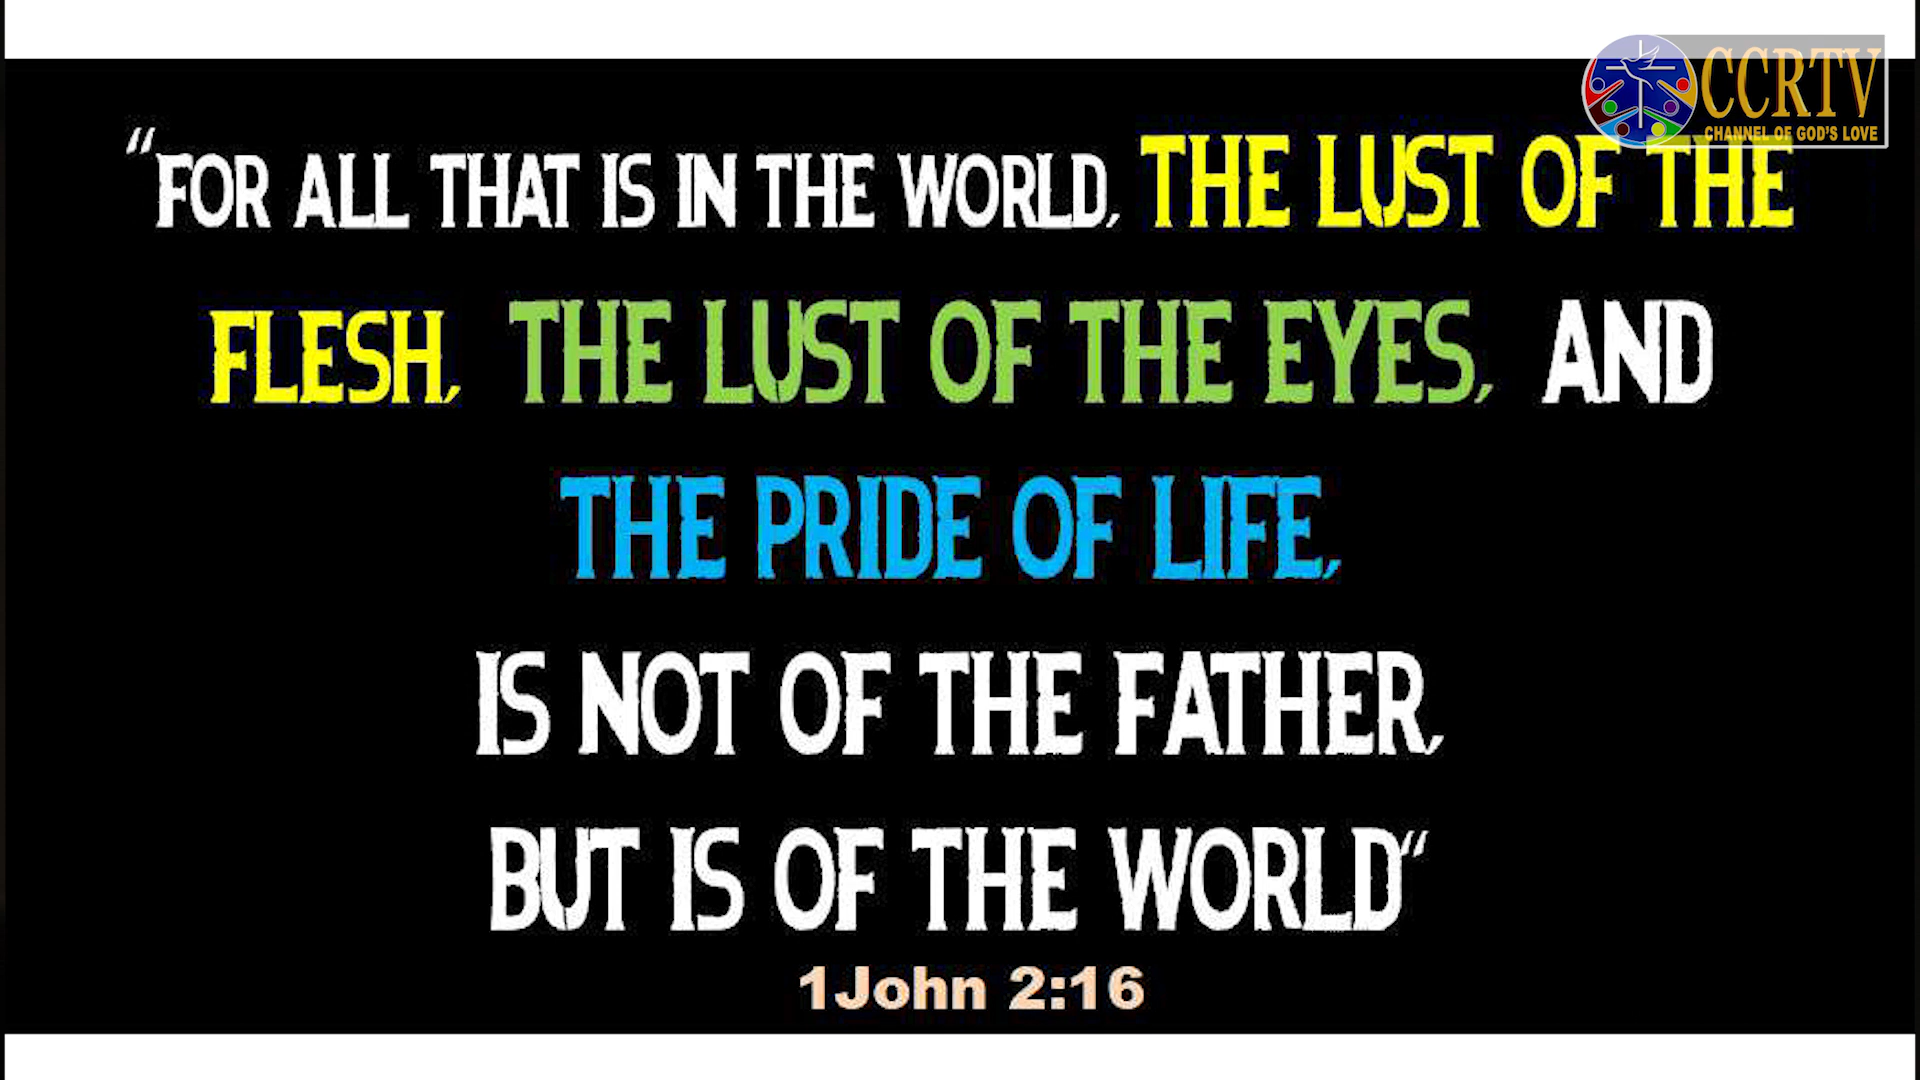 CCRTV
CHANNEL OF GOD'S LOVE
"FOR ALL THAT IS IN THE WORLD, THE LUST OF THE
FLESH, THE LUST OF THE EYES, AND
THE PRIDE OF LIFE,
IS NOT OF THE FATHER,
BUT IS OF THE WORLD"
1John 2:16